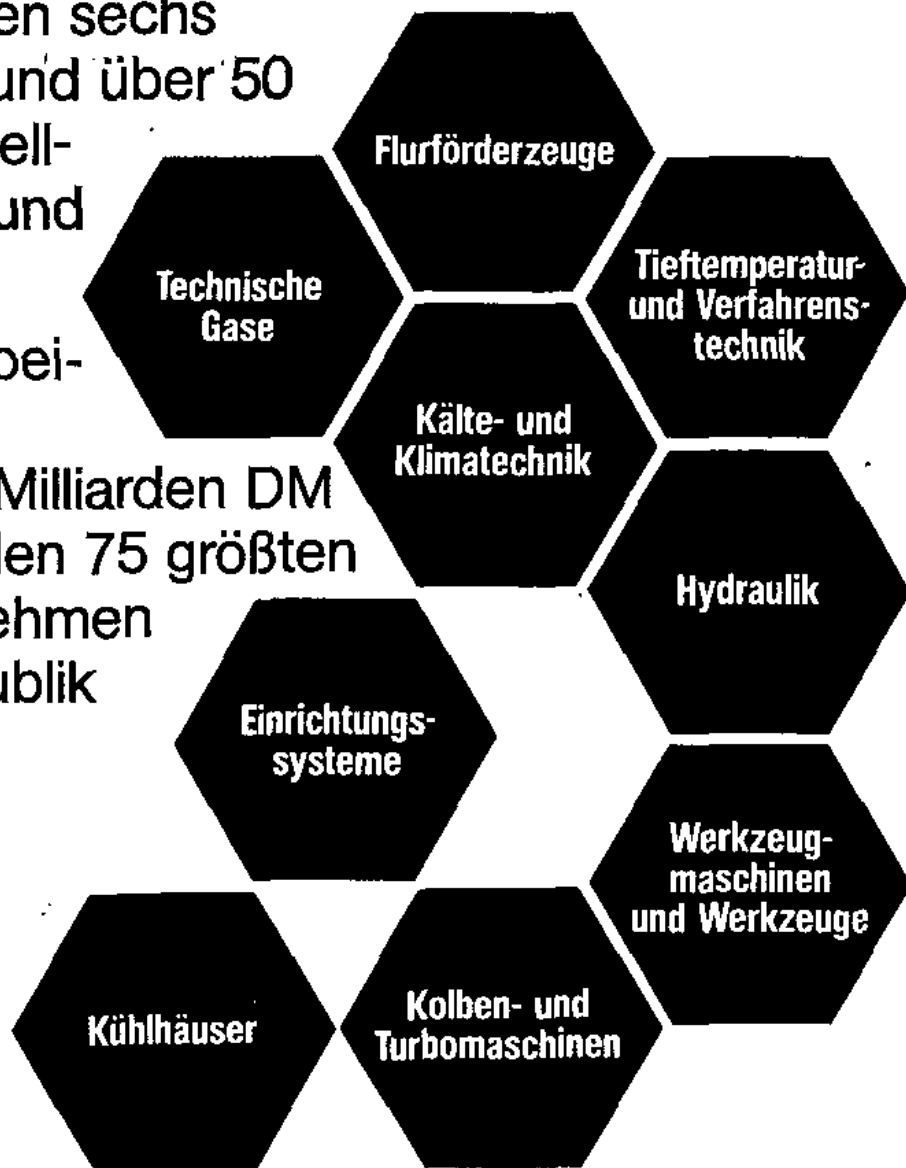 en sechs
und über 50
ell-
und
bei-
Milliarden DM
den 75 größten
ehmen
ublik
Flurförderzeuge
Technische
Gase
Tieftemperatur-
und Verfahrens-
technik
Kälte- und
Klimatechnik
Hydraulik
Einrichtungs-
systeme
Werkzeug-
maschinen
und Werkzeuge
Kühlhäuser
Kolben- und
Turbomaschinen